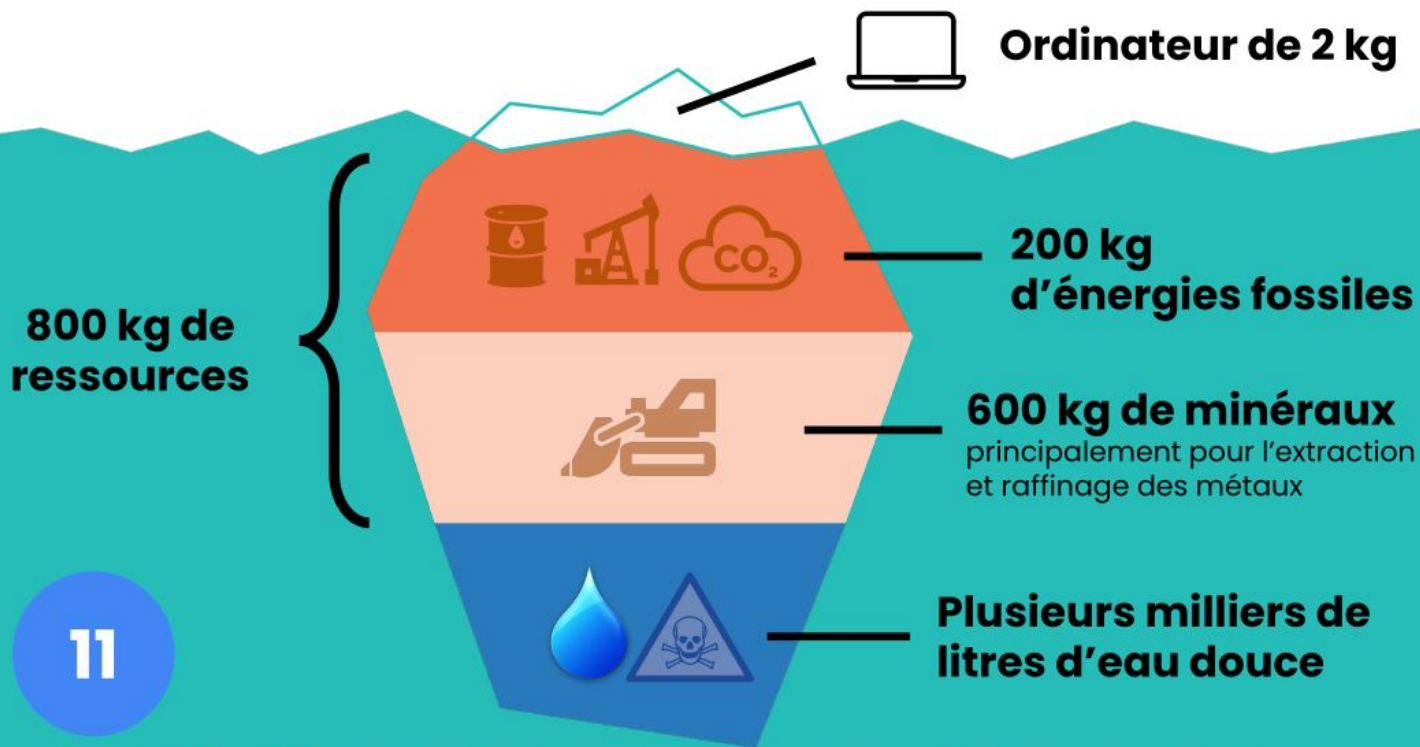 Ordinateur de 2 kg
800 kg de
ressources
CO₂
200 kg
d’énergies fossiles
600 kg de minéraux
principalement pour l’extraction
et raffinage des métaux
Plusieurs milliers de
litres d’eau douce
11